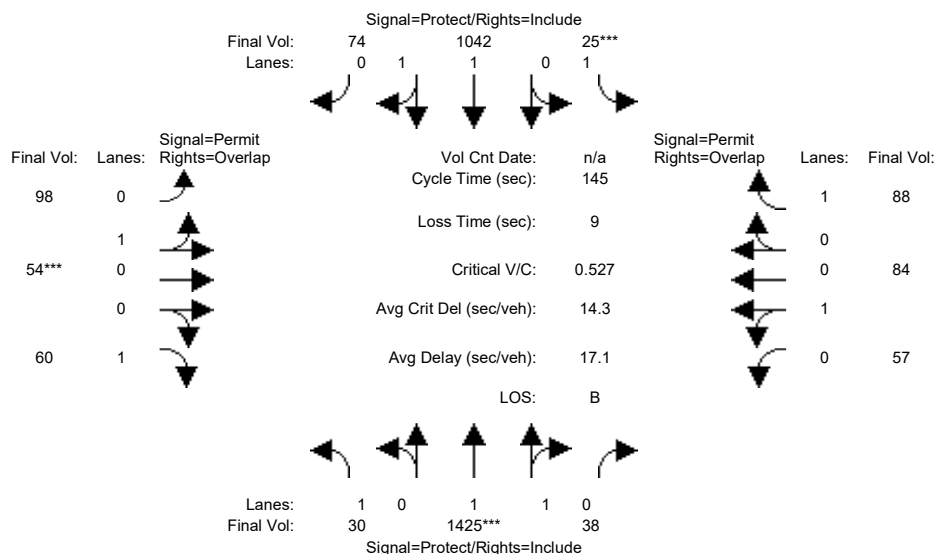 Signal=Protect/Rights=Include
Final Vol: 74 1042 25***
Lanes: 0 1 1 0 1
Signal=Permit Signal=Permit
Final Vol: Lanes: Rights=Overlap Vol Cnt Date: n/a Rights=Overlap Lanes: Final Vol:
Cycle Time (sec): 145
98 0 1 88
Loss Time (sec): 9
1 0
54*** 0 Critical V/C: 0.527 0 84
0 Avg Crit Del (sec/veh): 14.3 1
60 1 Avg Delay (sec/veh): 17.1 0 57
LOS: B
Lanes: 1 0 1 1 0
Final Vol: 30 1425*** 38
Signal=Protect/Rights=Include